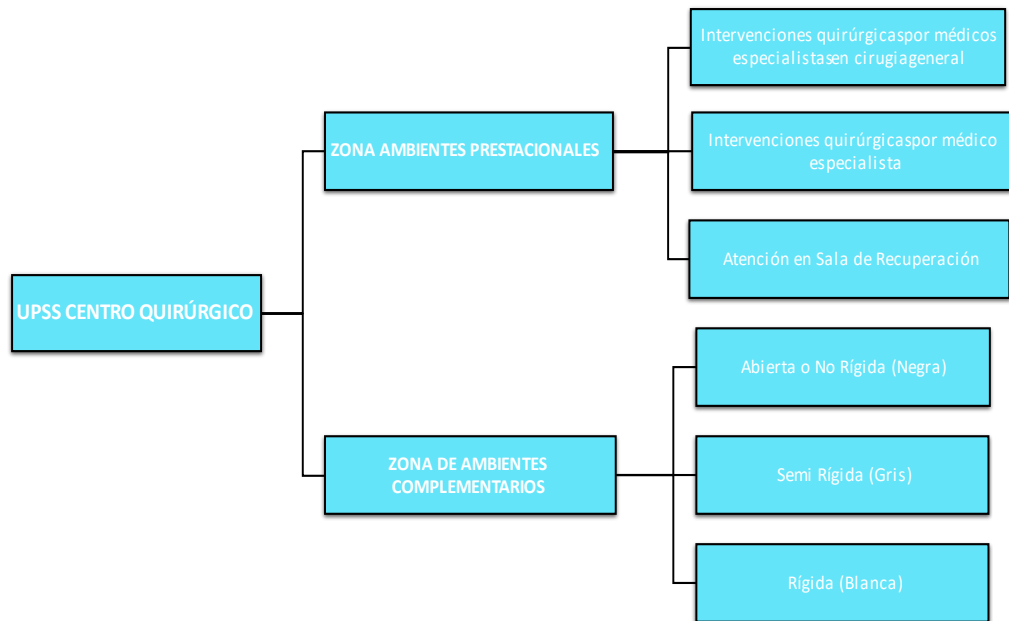 Intervenciones quirúrgicaspor médicos
especialistasen cirugiageneral
ZONA AMBIENTES PRESTACIONALES
Intervenciones quirúrgicaspor médico
especialista
Atención en Sala de Recuperación
UPSS CENTRO QUIRÚRGICO
Abierta o No Rígida (Negra)
ZONA DE AMBIENTES
COMPLEMENTARIOS
Semi Rígida (Gris)
Rígida (Blanca)